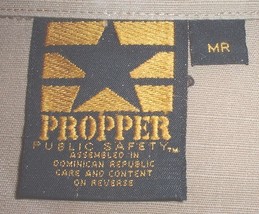 MR
PROPPER
PUBLIC SAFETY™
ASSEMBLED IN
DOMINICAN REPUBLIC
CARE AND CONTENT
ON REVERSE